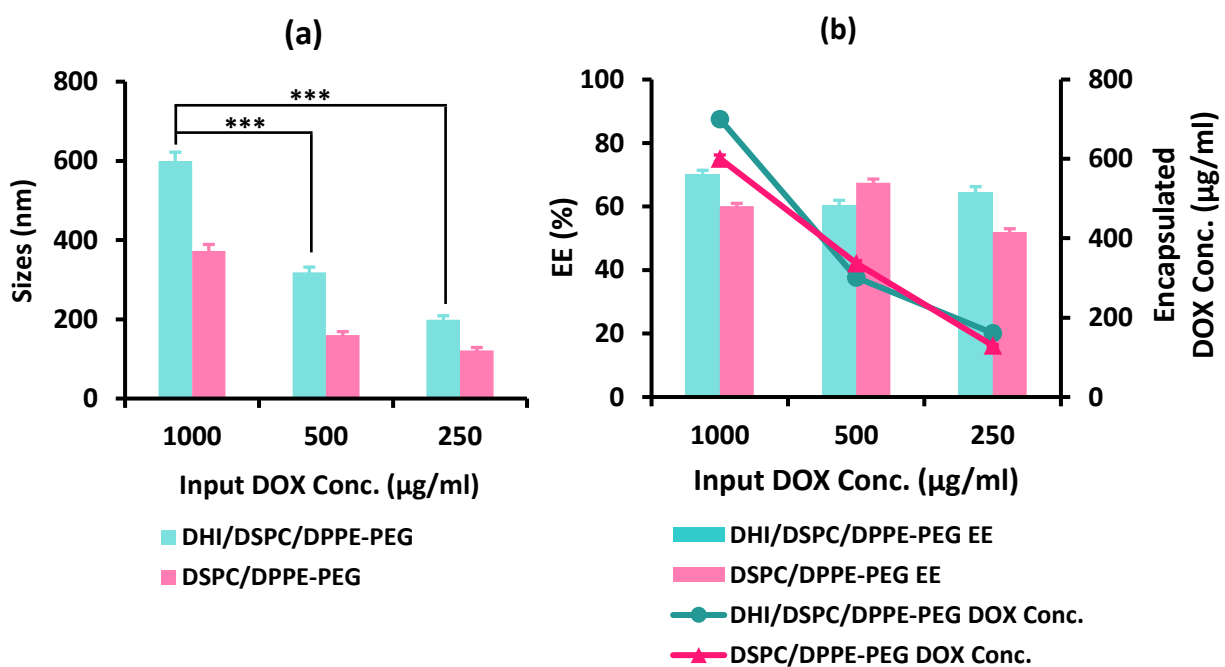 (a)
800
600
400
200
0
Sizes (nm)
***
***
1000 500 250
Input DOX Conc. (µg/ml)
DHI/DSPC/DPPE-PEG
DSPC/DPPE-PEG
(b)
100
80
60
40
20
0
EE (%)
800
600
400
200
0
Encapsulated
DOX Conc. (µg/ml)
1000 500 250
Input DOX Conc. (µg/ml)
DHI/DSPC/DPPE-PEG EE
DSPC/DPPE-PEG EE
DHI/DSPC/DPPE-PEG DOX Conc.
DSPC/DPPE-PEG DOX Conc.